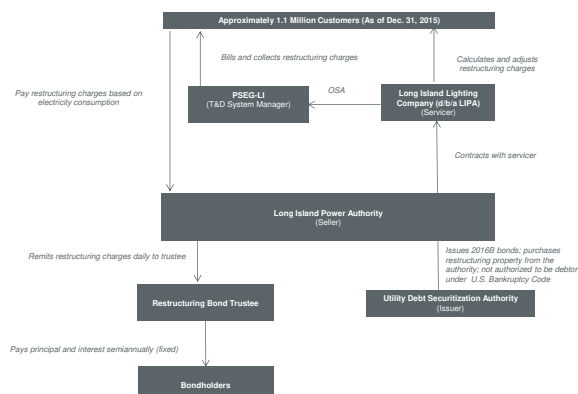 Approximately 1.1 Million Customers (As of Dec. 31, 2015)
Bills and collects restructuring charges
Calculates and adjusts
restructuring charges
Pay restructuring charges based on
electricity consumption
PSEG-LI
(T&D System Manager)
OSA
Long Island Lighting
Company (d/b/a LIPA)
(Servicer)
Contracts with servicer
Long Island Power Authority
(Seller)
Remits restructuring charges daily to trustee
Issues 2016B bonds; purchases
restructuring property from the
authority; not authorized to be debtor
under U.S. Bankruptcy Code
Restructuring Bond Trustee
Utility Debt Securitization Authority
(Issuer)
Pays principal and interest semiannually (fixed)
Bondholders